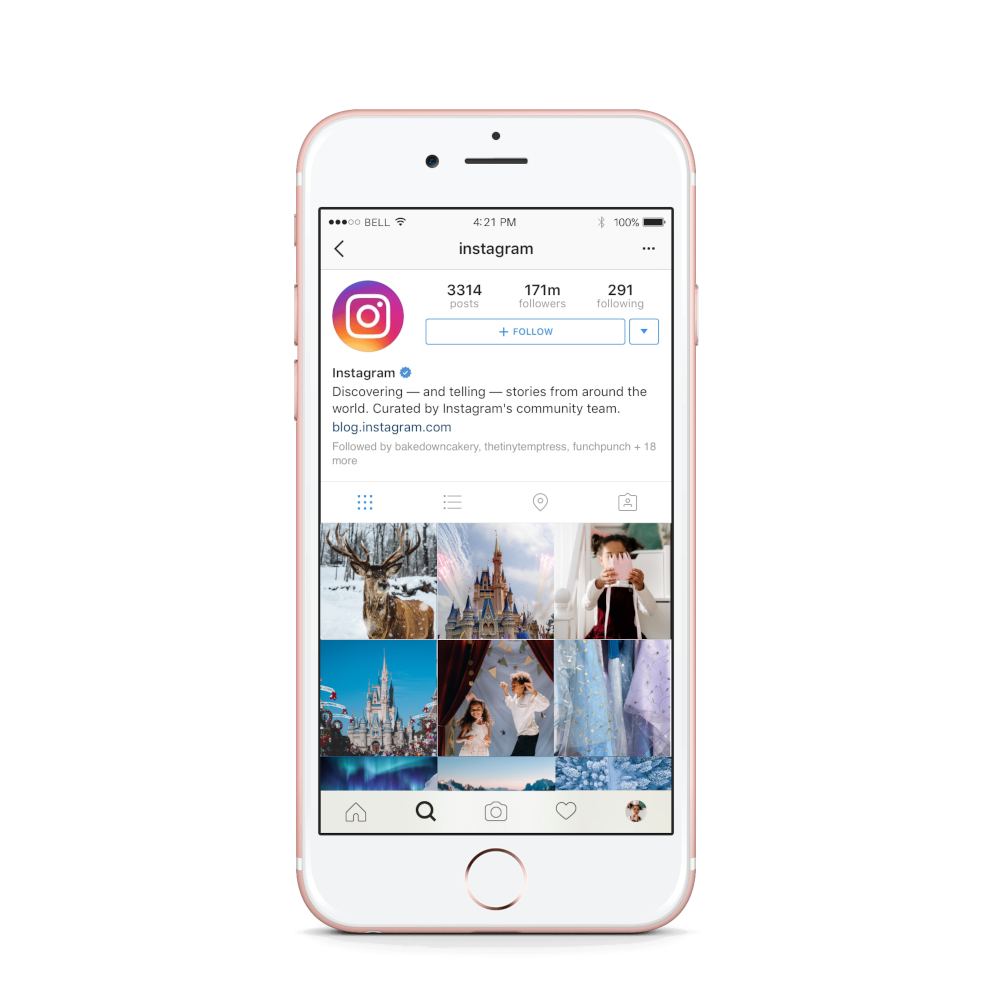 BELL 4:21 PM 100%
instagram
3314 171m 291
posts followers following
+ FOLLOW
Instagram
Discovering — and telling — stories from around the
world. Curated by Instagram's community team.
blog.instagram.com
Followed by bakedowncakery, thetinytemptress, funchpunch + 18
more